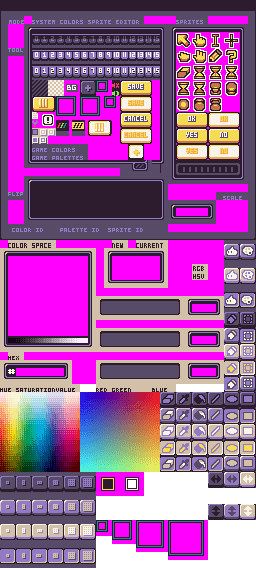 MODE SYSTEM COLORS SPRITE EDITOR SPRITES
TOOL
0 1 2 3 4 5 6 7 8 9 10 11 12 13 14 15
0 1 2 3 4 5 6 7 8 9 10 11 12 13 14 15
BG
SAVE
SAVE
CANCEL
CANCEL
OK OK
YES NO
YES NO
GAME COLORS
GAME PALETTES
FLIP
SCALE
COLOR ID PALETTE ID SPRITE ID
COLOR SPACE NEW CURRENT
RGB
HSV
HEX
#
HUE SATURATION VALUE RED GREEN BLUE